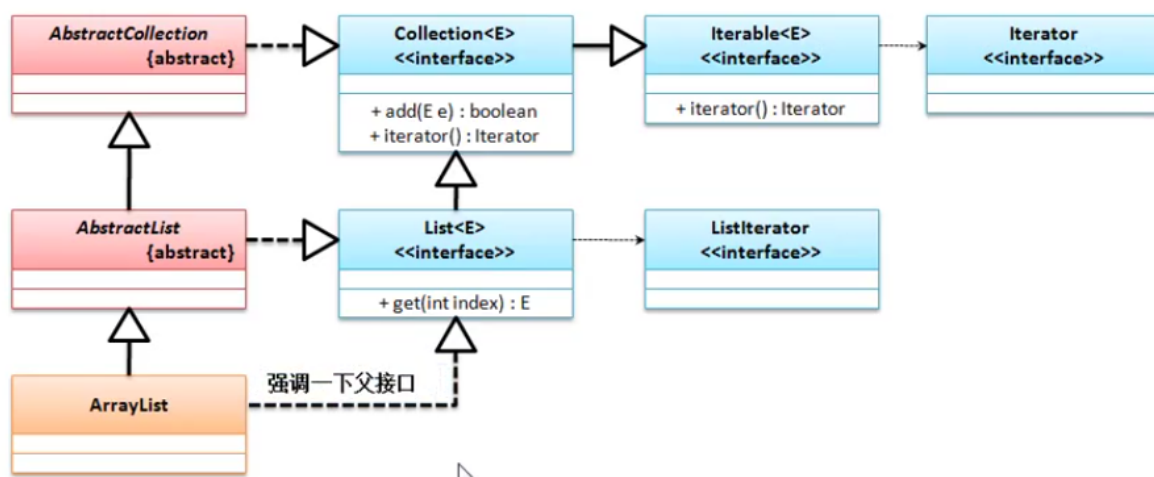 AbstractCollection
{abstract}
Collection<E>
<<interface>>
+ add(E e) : boolean
+ iterator() : Iterator
Iterable<E>
<<interface>>
+ iterator() : Iterator
Iterator
<<interface>>
AbstractList
{abstract}
List<E>
<<interface>>
+ get(int index) : E
ListIterator
<<interface>>
强调一下父接口
ArrayList